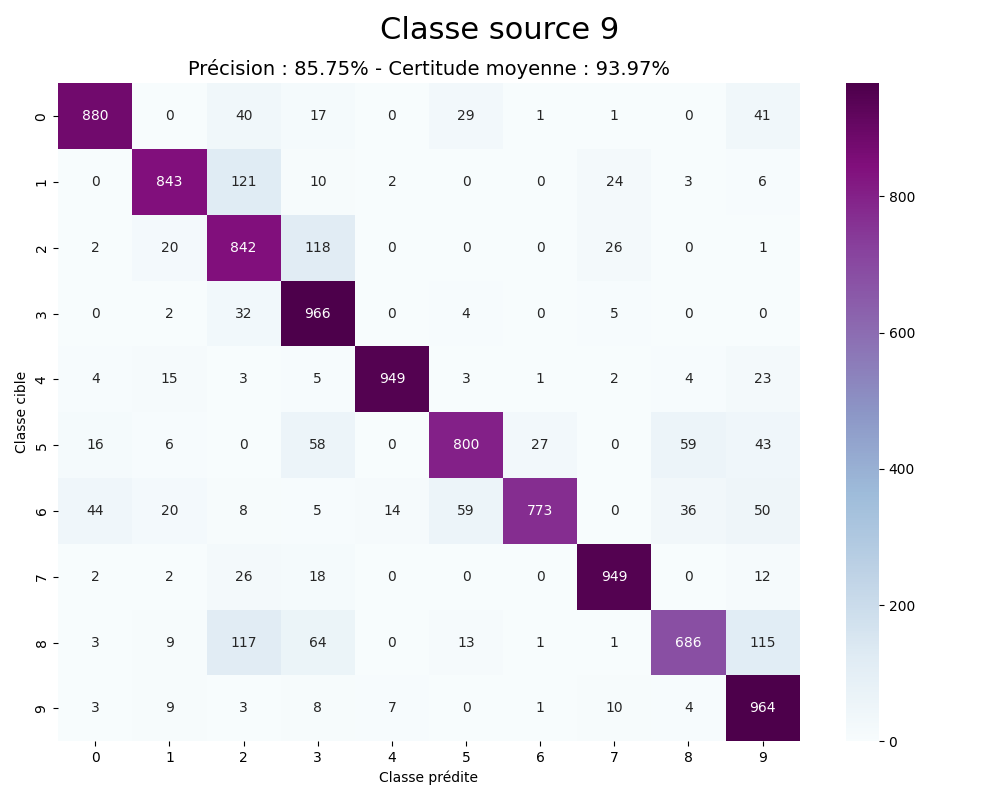 Classe source 9
Précision : 85.75% - Certitude moyenne : 93.97%
0 880 0 40 17 0 29 1 1 0 41
1 0 843 121 10 2 0 0 24 3 6
2 2 20 842 118 0 0 0 26 0 1
3 0 2 32 966 0 4 0 5 0 0
4 4 15 3 5 949 3 1 2 4 23
5 16 6 0 58 0 800 27 0 59 43
6 44 20 8 5 14 59 773 0 36 50
7 2 2 26 18 0 0 0 949 0 12
8 3 9 117 64 0 13 1 1 686 115
9 3 9 3 8 7 0 1 10 4 964
0 1 2 3 4 5 6 7 8 9
Classe prédite
Classe cible
800
600
400
200
0